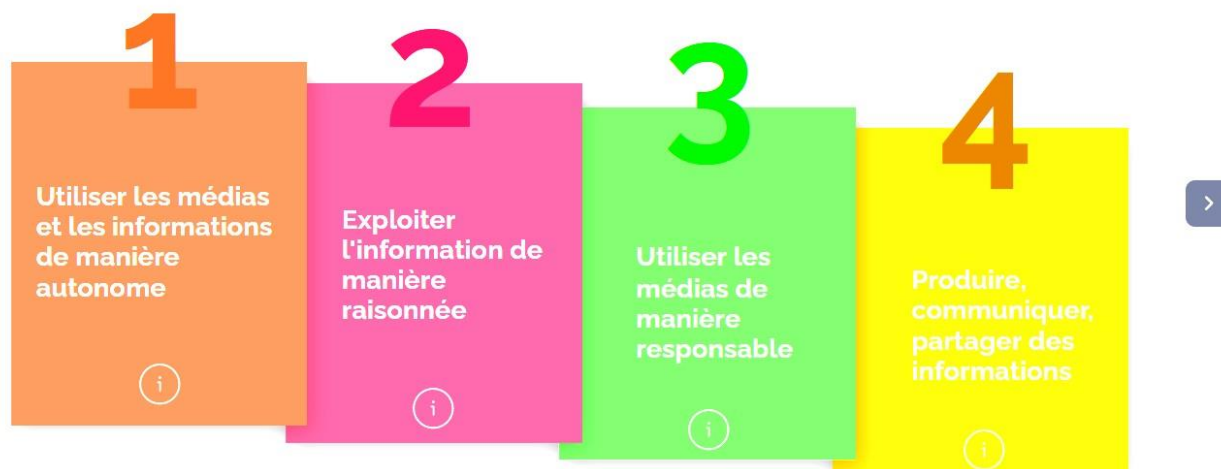 1
Utiliser les médias
et les informations
de manière
autonome
i
2
Exploiter
l'information de
manière
raisonnée
i
3
Utiliser les
médias de
manière
responsable
i
4
Produire,
communiquer,
partager des
informations
i